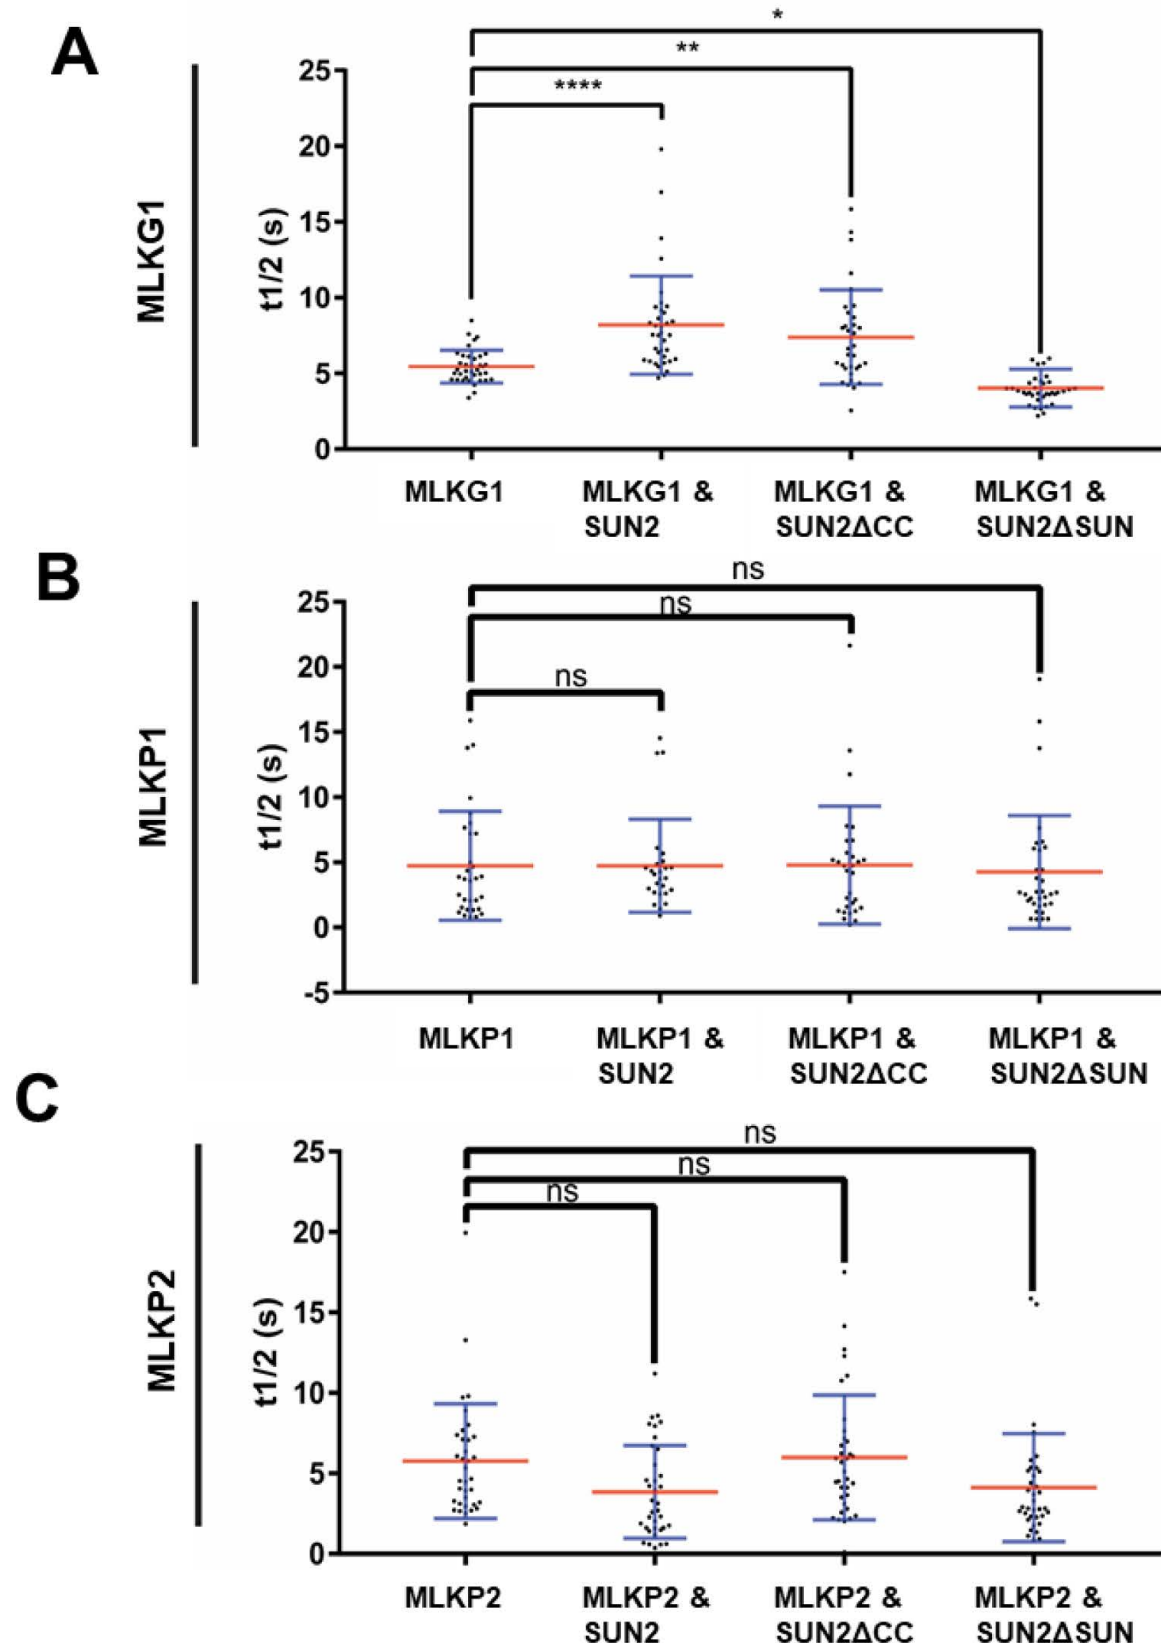 A
MLKG1
t1/2 (s)
*
**
****
25
20
15
10
5
0
MLKG1
MLKG1 &
SUN2
MLKG1 &
SUN2ΔCC
MLKG1 &
SUN2ΔSUN
B
MLKP1
t1/2 (s)
ns
ns
ns
25
20
15
10
5
0
-5
MLKP1
MLKP1 &
SUN2
MLKP1 &
SUN2ΔCC
MLKP1 &
SUN2ΔSUN
C
MLKP2
t1/2 (s)
ns
ns
ns
25
20
15
10
5
0
MLKP2
MLKP2 &
SUN2
MLKP2 &
SUN2ΔCC
MLKP2 &
SUN2ΔSUN